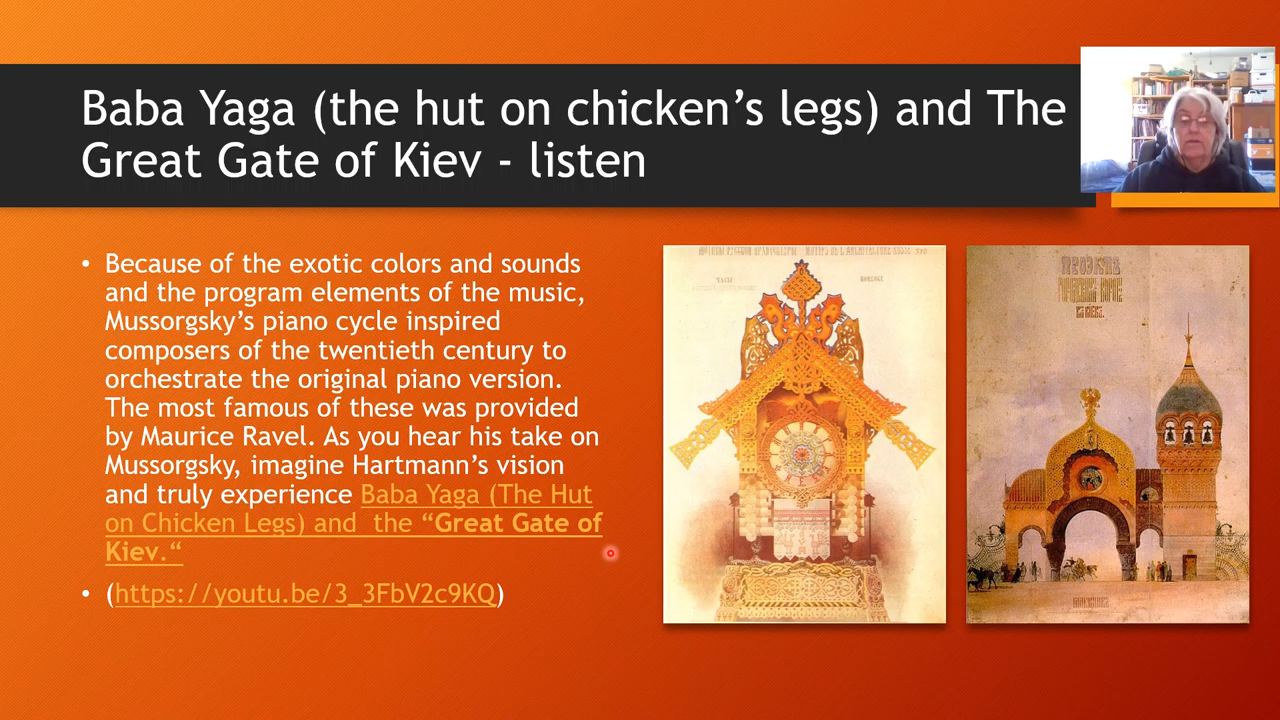 Baba Yaga (the hut on chicken’s legs) and The
Great Gate of Kiev - listen
• Because of the exotic colors and sounds
and the program elements of the music,
Mussorgsky’s piano cycle inspired
composers of the twentieth century to
orchestrate the original piano version.
The most famous of these was provided
by Maurice Ravel. As you hear his take on
Mussorgsky, imagine Hartmann’s vision
and truly experience Baba Yaga (The Hut
on Chicken Legs) and  the “Great Gate of
Kiev.“
• (https://youtu.be/3_3FbV2c9KQ)